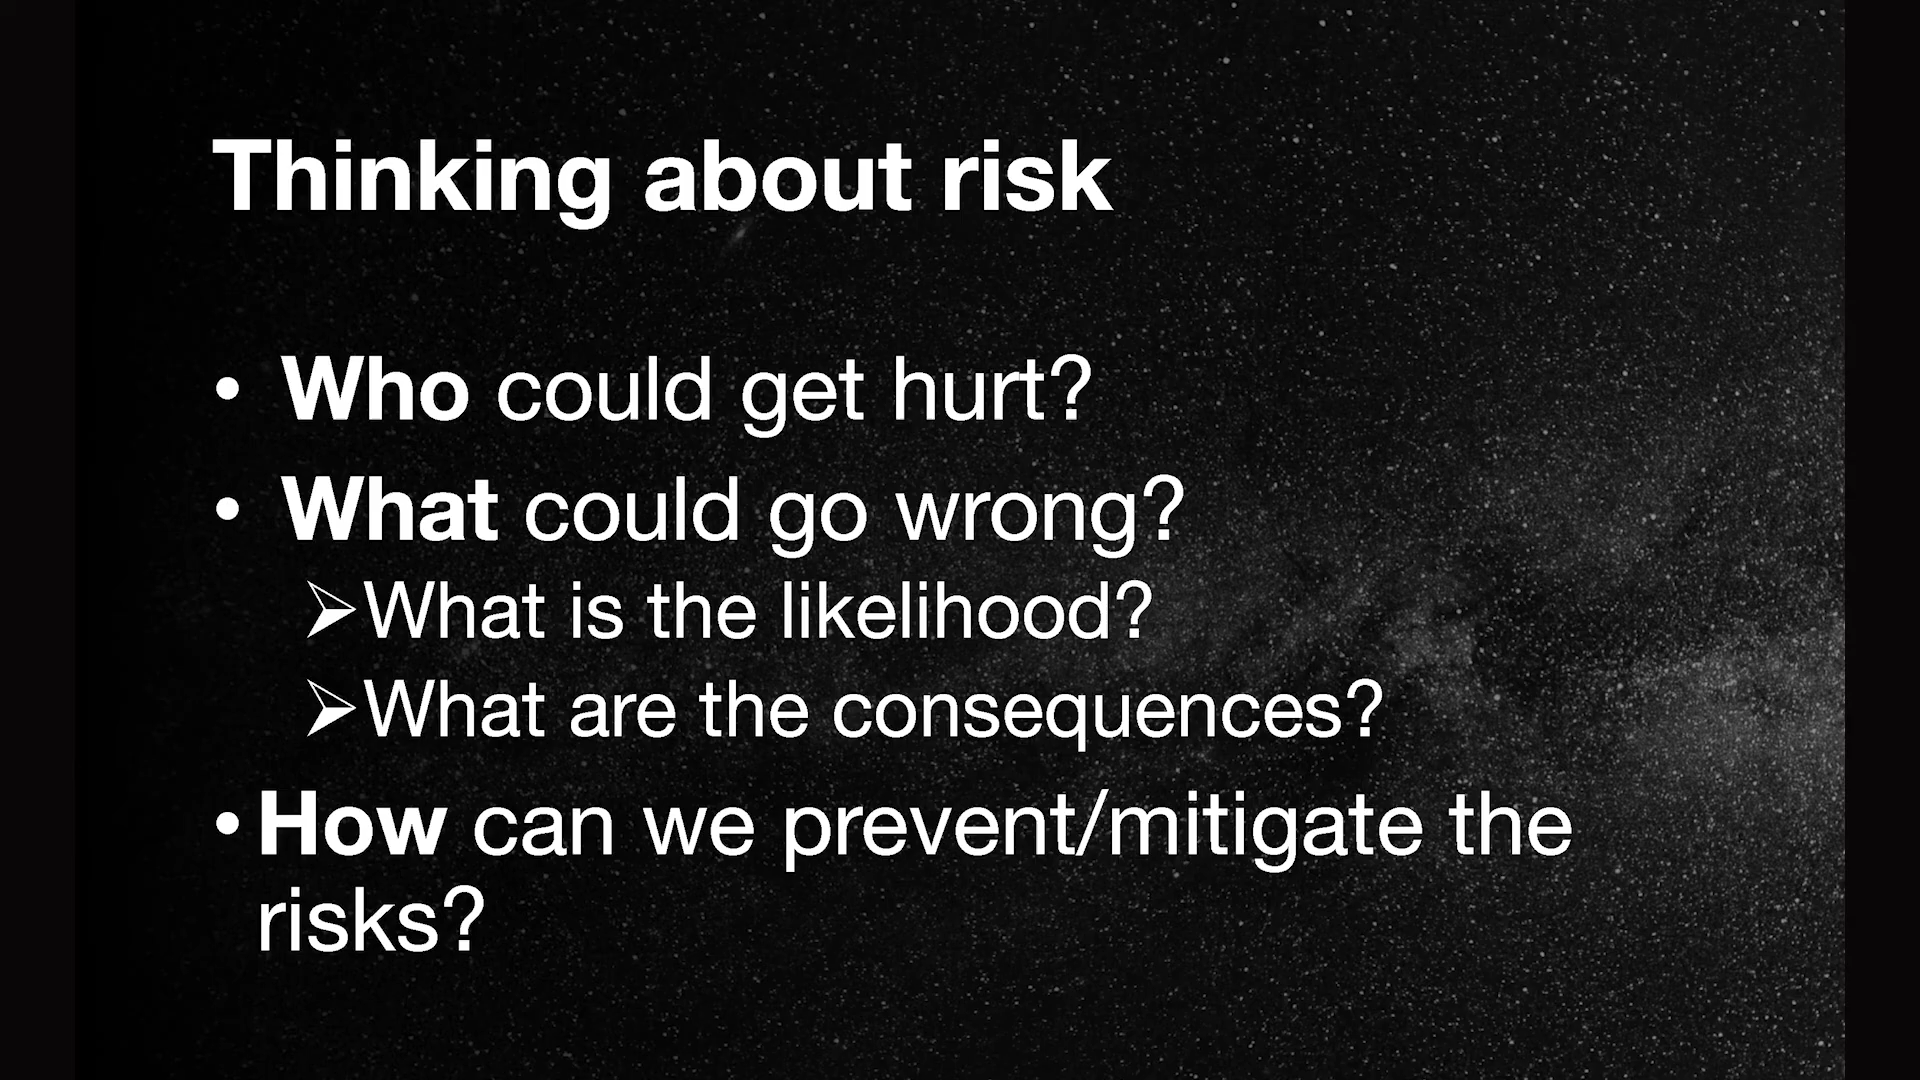 Thinking about risk
• Who could get hurt?
• What could go wrong?
➢What is the likelihood?
➢What are the consequences?
• How can we prevent/mitigate the
risks?